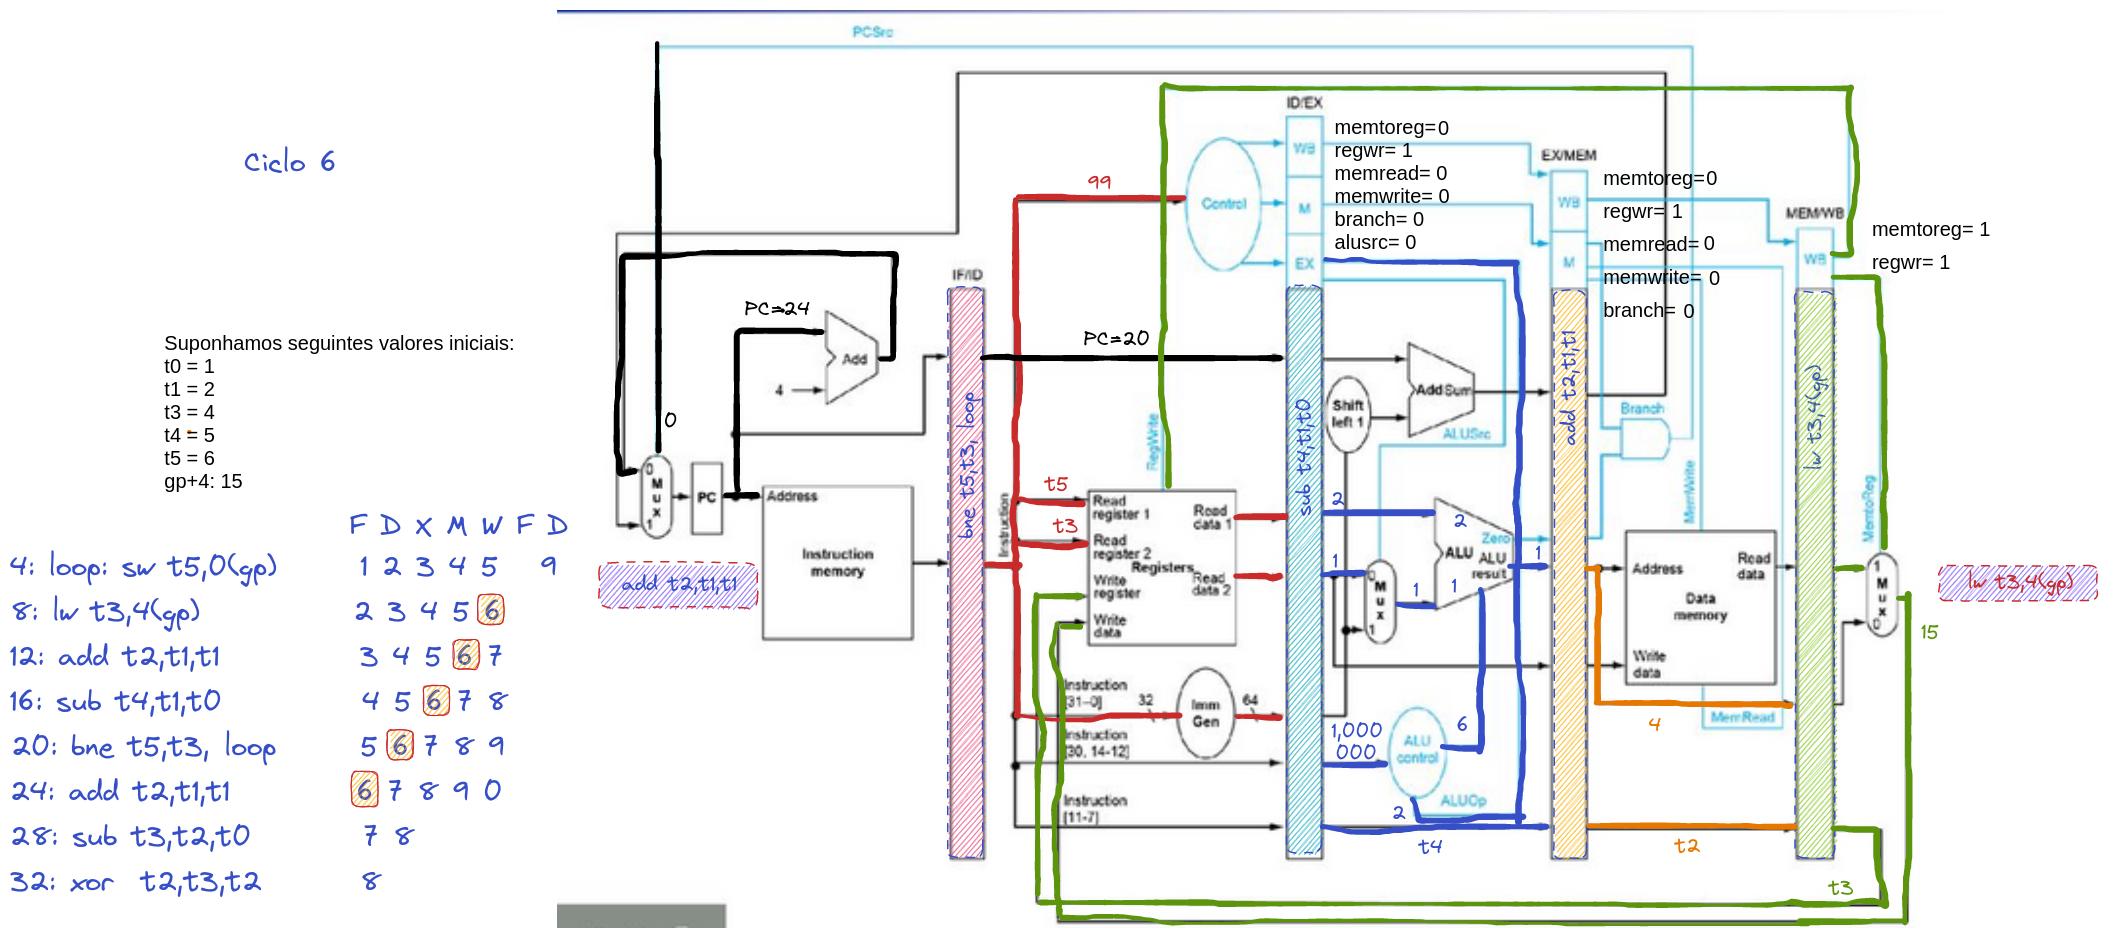 Ciclo 6
Suponhamos seguintes valores iniciais:
t0 = 1
t1 = 2
t3 = 4
t4 = 5
t5 = 6
gp+4: 15
F D X M W F D
4: loop: sw t5,0(gp) 1 2 3 4 5 9
8: lw t3,4(gp) 2 3 4 5 6
12: add t2,t1,t1 3 4 5 6 7
16: sub t4,t1,t0 4 5 6 7 8
20: bne t5,t3, loop 5 6 7 8 9
24: add t2,t1,t1 6 7 8 9 0
28: sub t3,t2,t0 7 8
32: xor t2,t3,t2 8
PCSrc
0
PC=24
Add
4
0
M
u
x
1
PC
Address
Instruction
memory
add t2,t1,t1
IF/ID
bne t5,t3, loop
Instruction
99
Control
PC=20
RegWrite
t5
t3
Read
register 1
Read
register 2
Write
register
Write
data
Registers
Read
data 1
Read
data 2
Instruction
[31–0]
32
Imm
Gen
64
Instruction
[30, 14-12]
Instruction
[11-7]
ID/EX
WB
M
EX
sub t4,t1,t0
memtoreg=0
regwr= 1
memread= 0
memwrite= 0
branch= 0
alusrc= 0
Shift
left 1
Add Sum
ALUSrc
2
1
0
M
u
x
1
1
2
1
ALU
Zero
ALU
result
1
1,000
000
ALU
control
6
2
ALUOp
t4
EX/MEM
WB
M
add t2,t1,t1
memtoreg=0
regwr= 1
memread= 0
memwrite= 0
branch= 0
Branch
MemWrite
Address
Read
data
Data
memory
Write
data
MemRead
4
t2
MEM/WB
WB
lw t3,4(gp)
memtoreg= 1
regwr= 1
MemtoReg
1
M
u
x
0
lw t3,4(gp)
15
t3